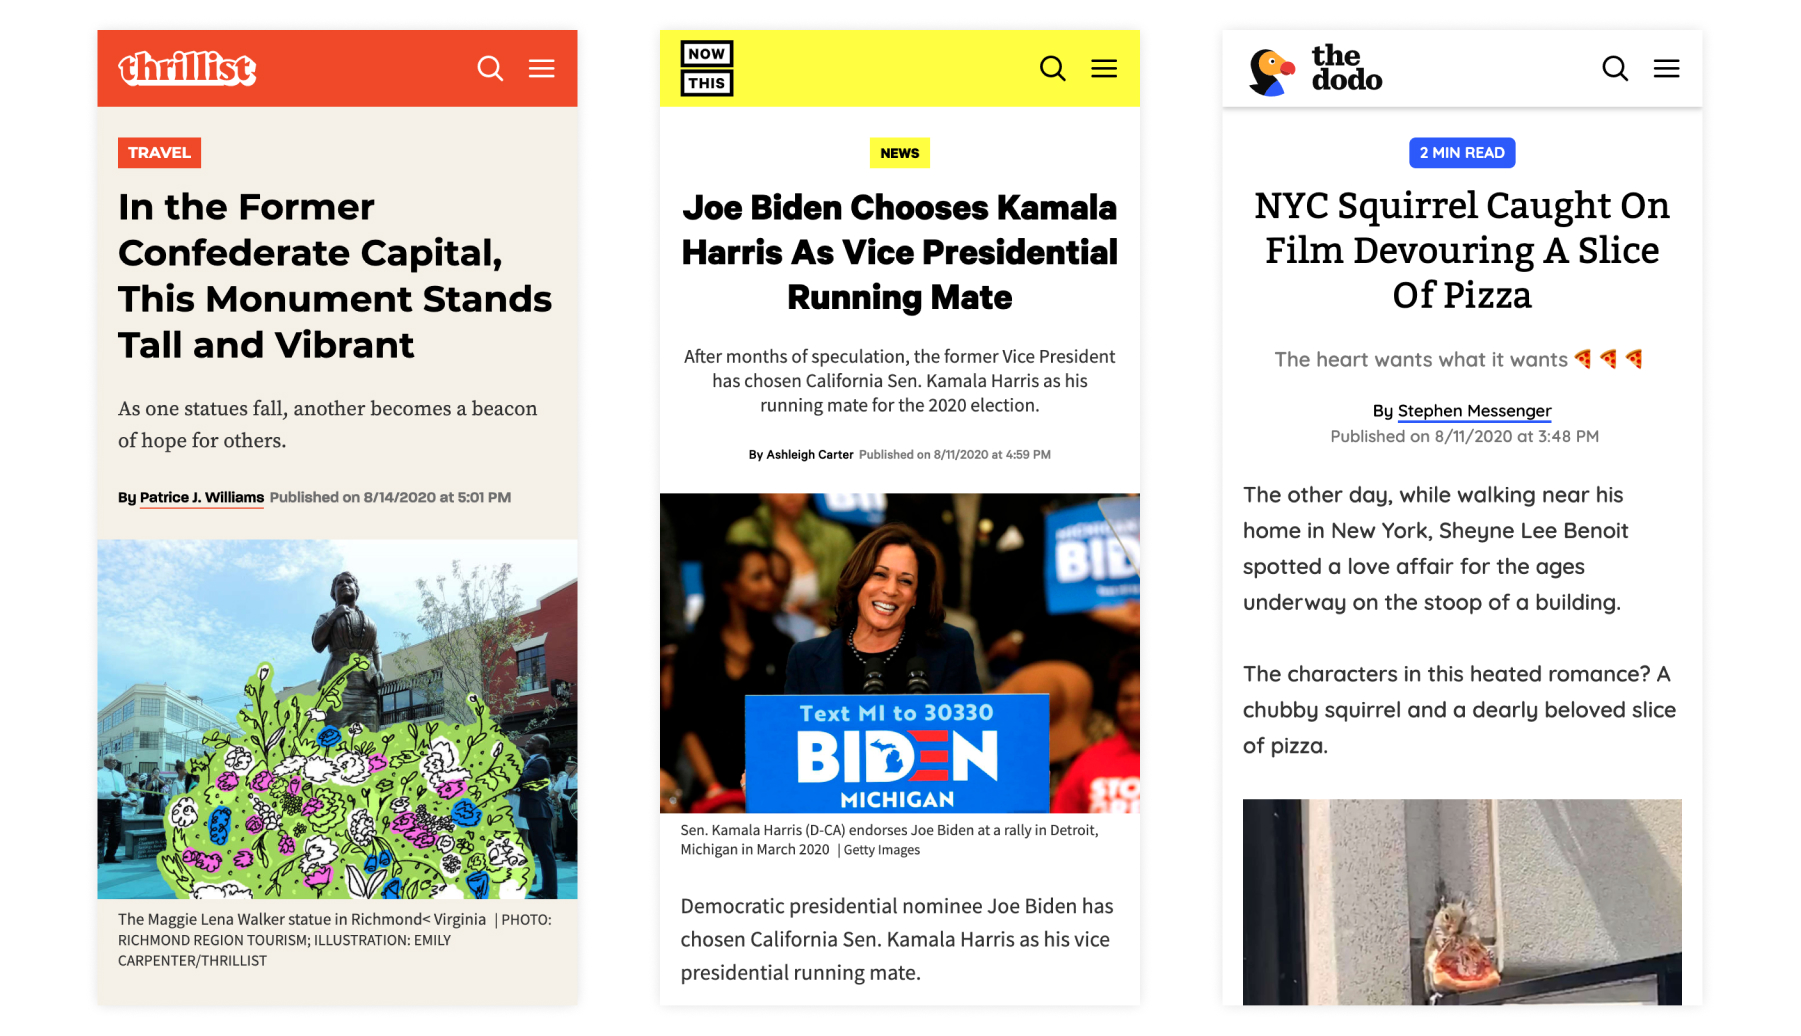 thrillist
TRAVEL
In the Former
Confederate Capital,
This Monument Stands
Tall and Vibrant
As one statues fall, another becomes a beacon
of hope for others.
By Patrice J. Williams Published on 8/14/2020 at 5:01 PM
The Maggie Lena Walker statue in Richmond< Virginia | PHOTO:
RICHMOND REGION TOURISM; ILLUSTRATION: EMILY
CARPENTER/THRILLIST
NOW
THIS
NEWS
Joe Biden Chooses Kamala
Harris As Vice Presidential
Running Mate
After months of speculation, the former Vice President
has chosen California Sen. Kamala Harris as his
running mate for the 2020 election.
By Ashleigh Carter Published on 8/11/2020 at 4:59 PM
Text MI to 30330
BIDEN
MICHIGAN
Sen. Kamala Harris (D-CA) endorses Joe Biden at a rally in Detroit,
Michigan in March 2020 | Getty Images
Democratic presidential nominee Joe Biden has
chosen California Sen. Kamala Harris as his vice
presidential running mate.
the
dodo
2 MIN READ
NYC Squirrel Caught On
Film Devouring A Slice
Of Pizza
The heart wants what it wants 🍕 🍕 🍕
By Stephen Messenger
Published on 8/11/2020 at 3:48 PM
The other day, while walking near his
home in New York, Sheyne Lee Benoit
spotted a love affair for the ages
underway on the stoop of a building.
The characters in this heated romance? A
chubby squirrel and a dearly beloved slice
of pizza.